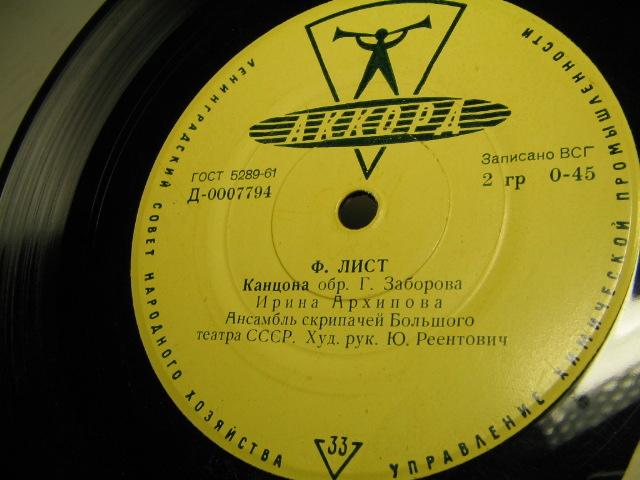 ЛЕНИНГРАДСКИЙ СОВЕТ НАРОДНОГО ХОЗЯЙСТВА
УПРАВЛЕНИЕ ХИМИЧЕСКОЙ ПРОМЫШЛЕННОСТИ
АККОРД
ГОСТ 5289-61
Д-0007794
Записано ВСГ
2 гр 0-45
Ф. ЛИСТ
Канцона обр. Г. Заборова
Ирина Архипова
Ансамбль скрипачей Большого
театра СССР. Худ. рук. Ю. Реентович
33